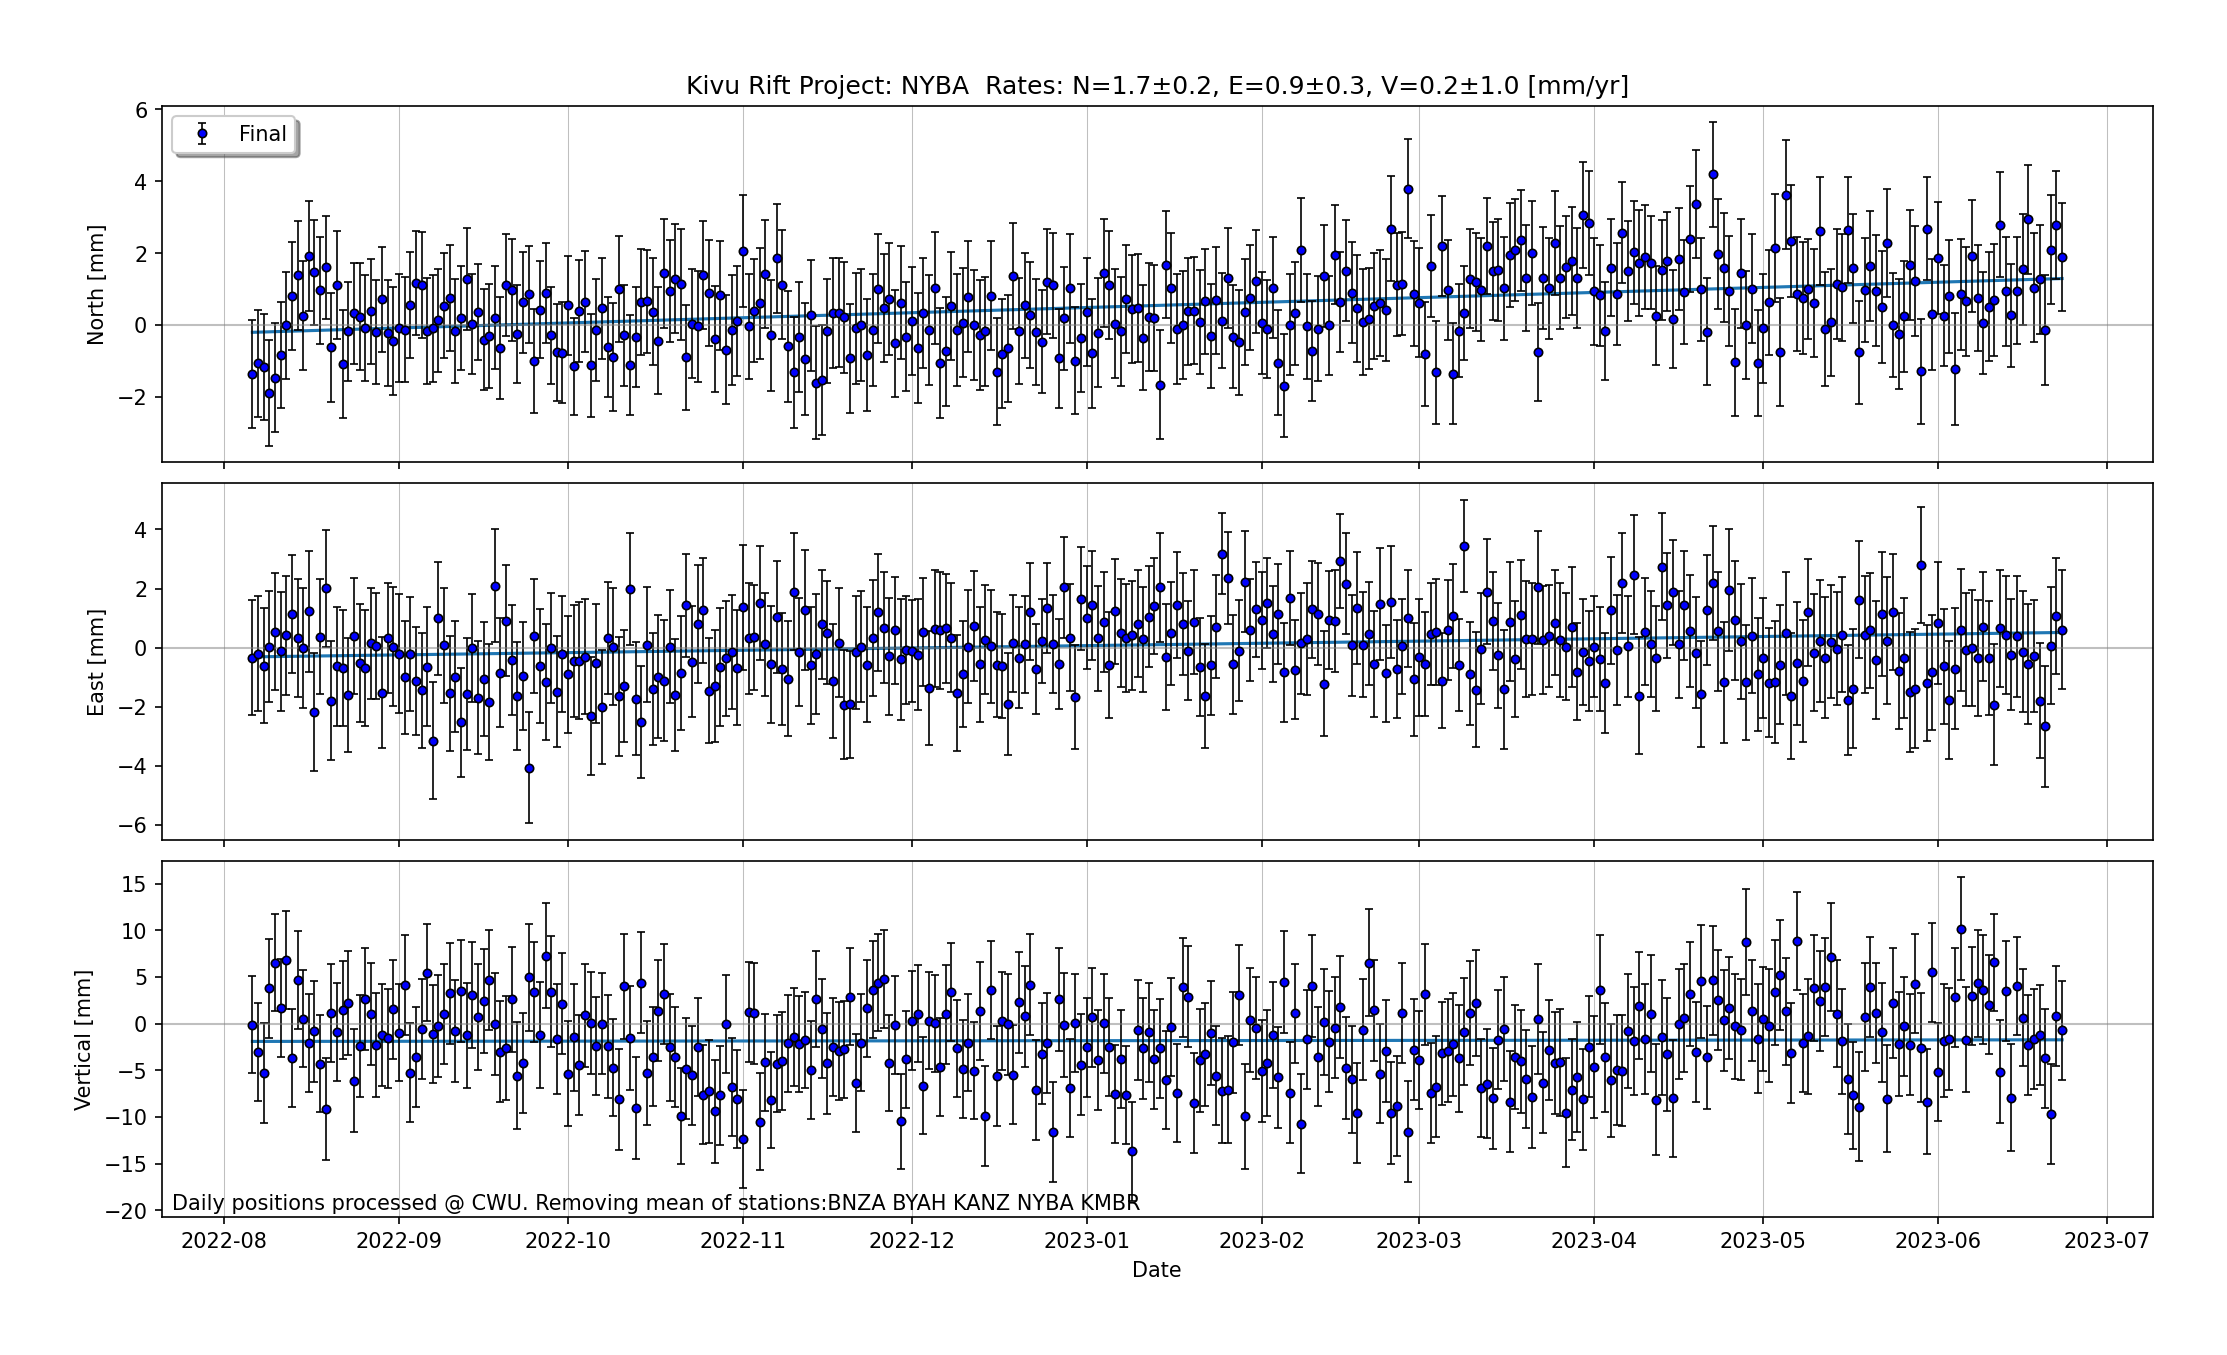 Kivu Rift Project: NYBA  Rates: N=1.7±0.2, E=0.9±0.3, V=0.2±1.0 [mm/yr]
Final
North [mm]
6
4
2
0
−2
East [mm]
4
2
0
−2
−4
−6
Vertical [mm]
15
10
5
0
−5
−10
−15
−20
Daily positions processed @ CWU. Removing mean of stations:BNZA BYAH KANZ NYBA KMBR
2022-08 2022-09 2022-10 2022-11 2022-12 2023-01 2023-02 2023-03 2023-04 2023-05 2023-06 2023-07
Date